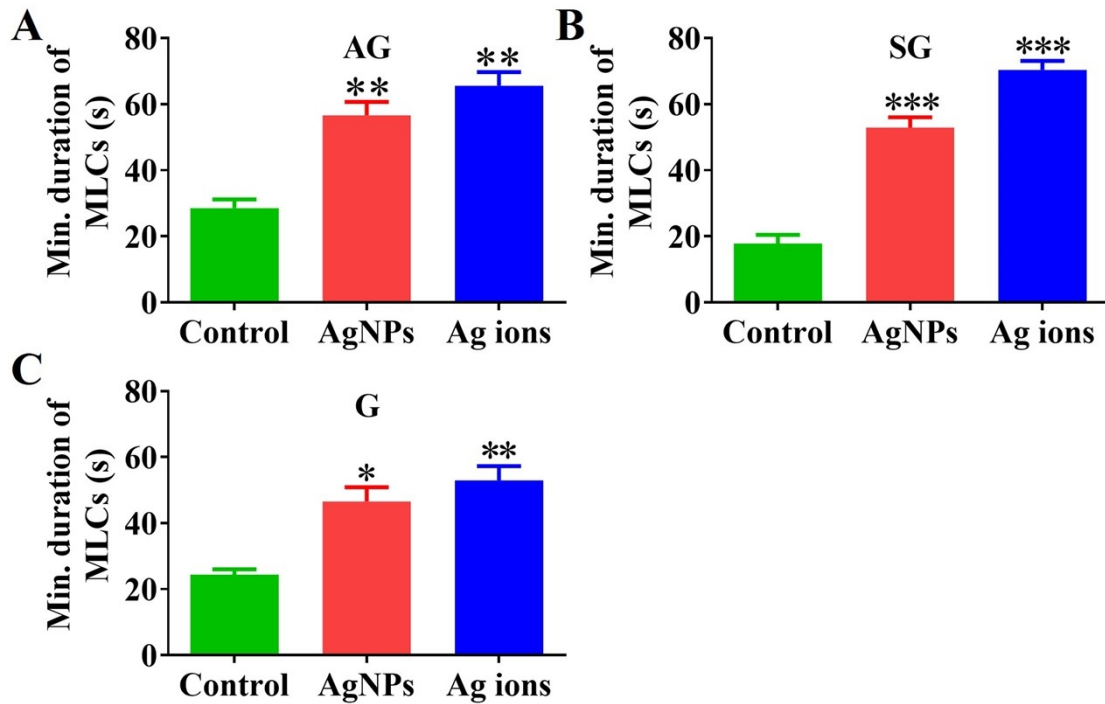 A
AG
Min. duration of
MLCs (s)
80
60
40
20
0
**
**
Control AgNPs Ag ions
B
SG
Min. duration of
MLCs (s)
80
60
40
20
0
***
***
Control AgNPs Ag ions
C
G
Min. duration of
MLCs (s)
80
60
40
20
0
*
**
Control AgNPs Ag ions